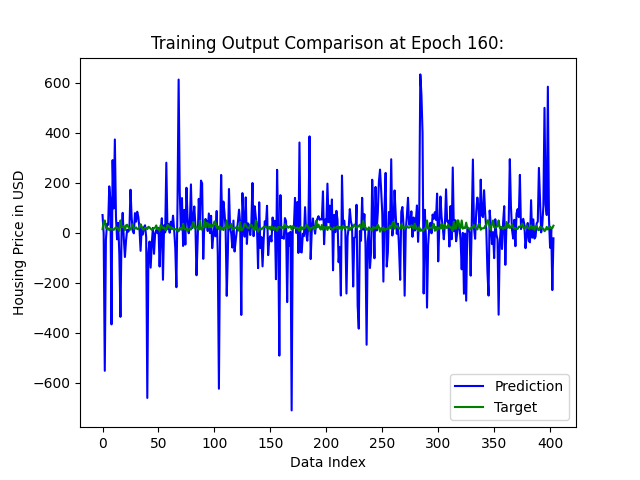 Training Output Comparison at Epoch 160:
Housing Price in USD
600
400
200
0
−200
−400
−600
Prediction
Target
0 50 100 150 200 250 300 350 400
Data Index